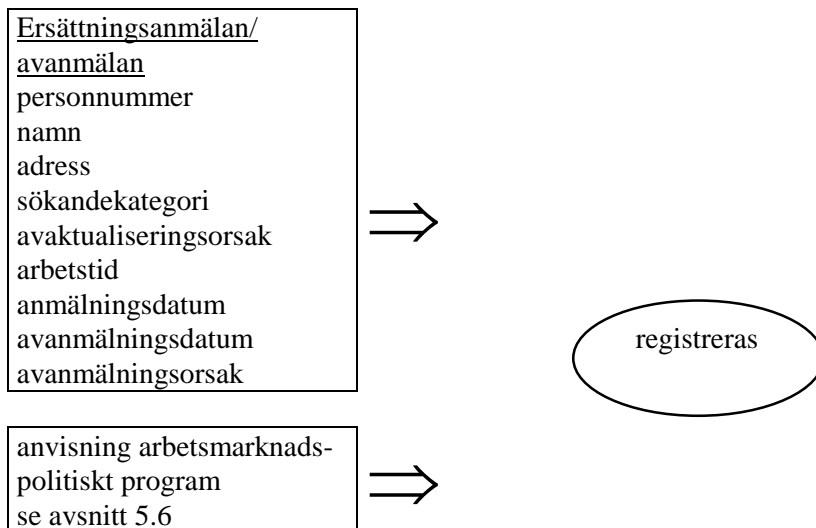 Ersättningsanmälan/
avanmälan
personnummer
namn
adress
sökandekategori
avaktualiseringsorsak
arbetstid
anmälningsdatum
avanmälningsdatum
avanmälningsorsak
registreras
anvisning arbetsmarknads-
politiskt program
se avsnitt 5.6